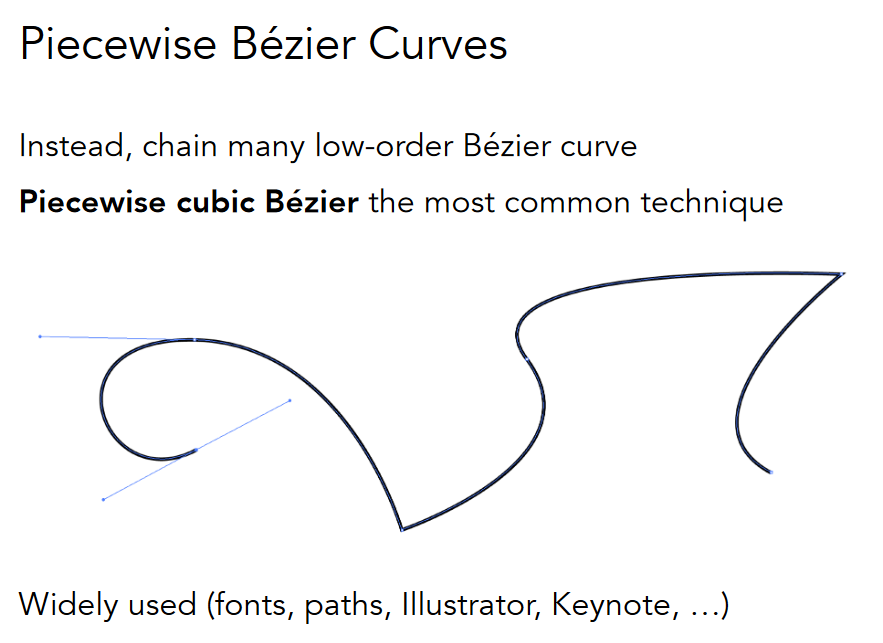 Piecewise Bézier Curves
Instead, chain many low-order Bézier curve
Piecewise cubic Bézier the most common technique
Widely used (fonts, paths, Illustrator, Keynote, …)